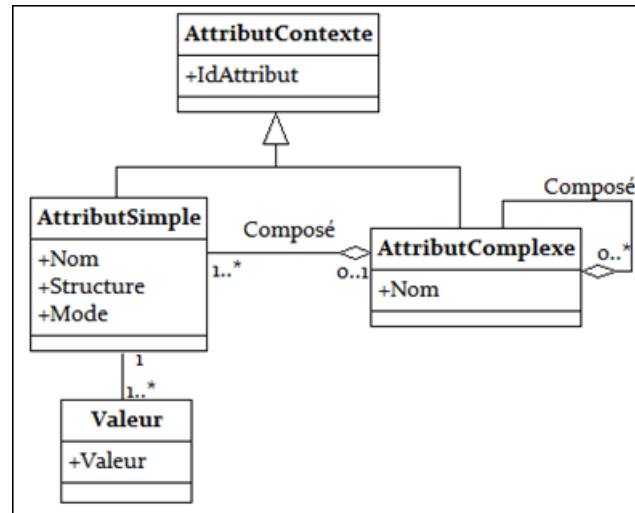 AttributContexte
+IdAttribut
Composé
AttributSimple
+Nom
+Structure
+Mode
Composé
1..*
0..1
AttributComplexe
+Nom
0..*
1
1..*
Valeur
+Valeur